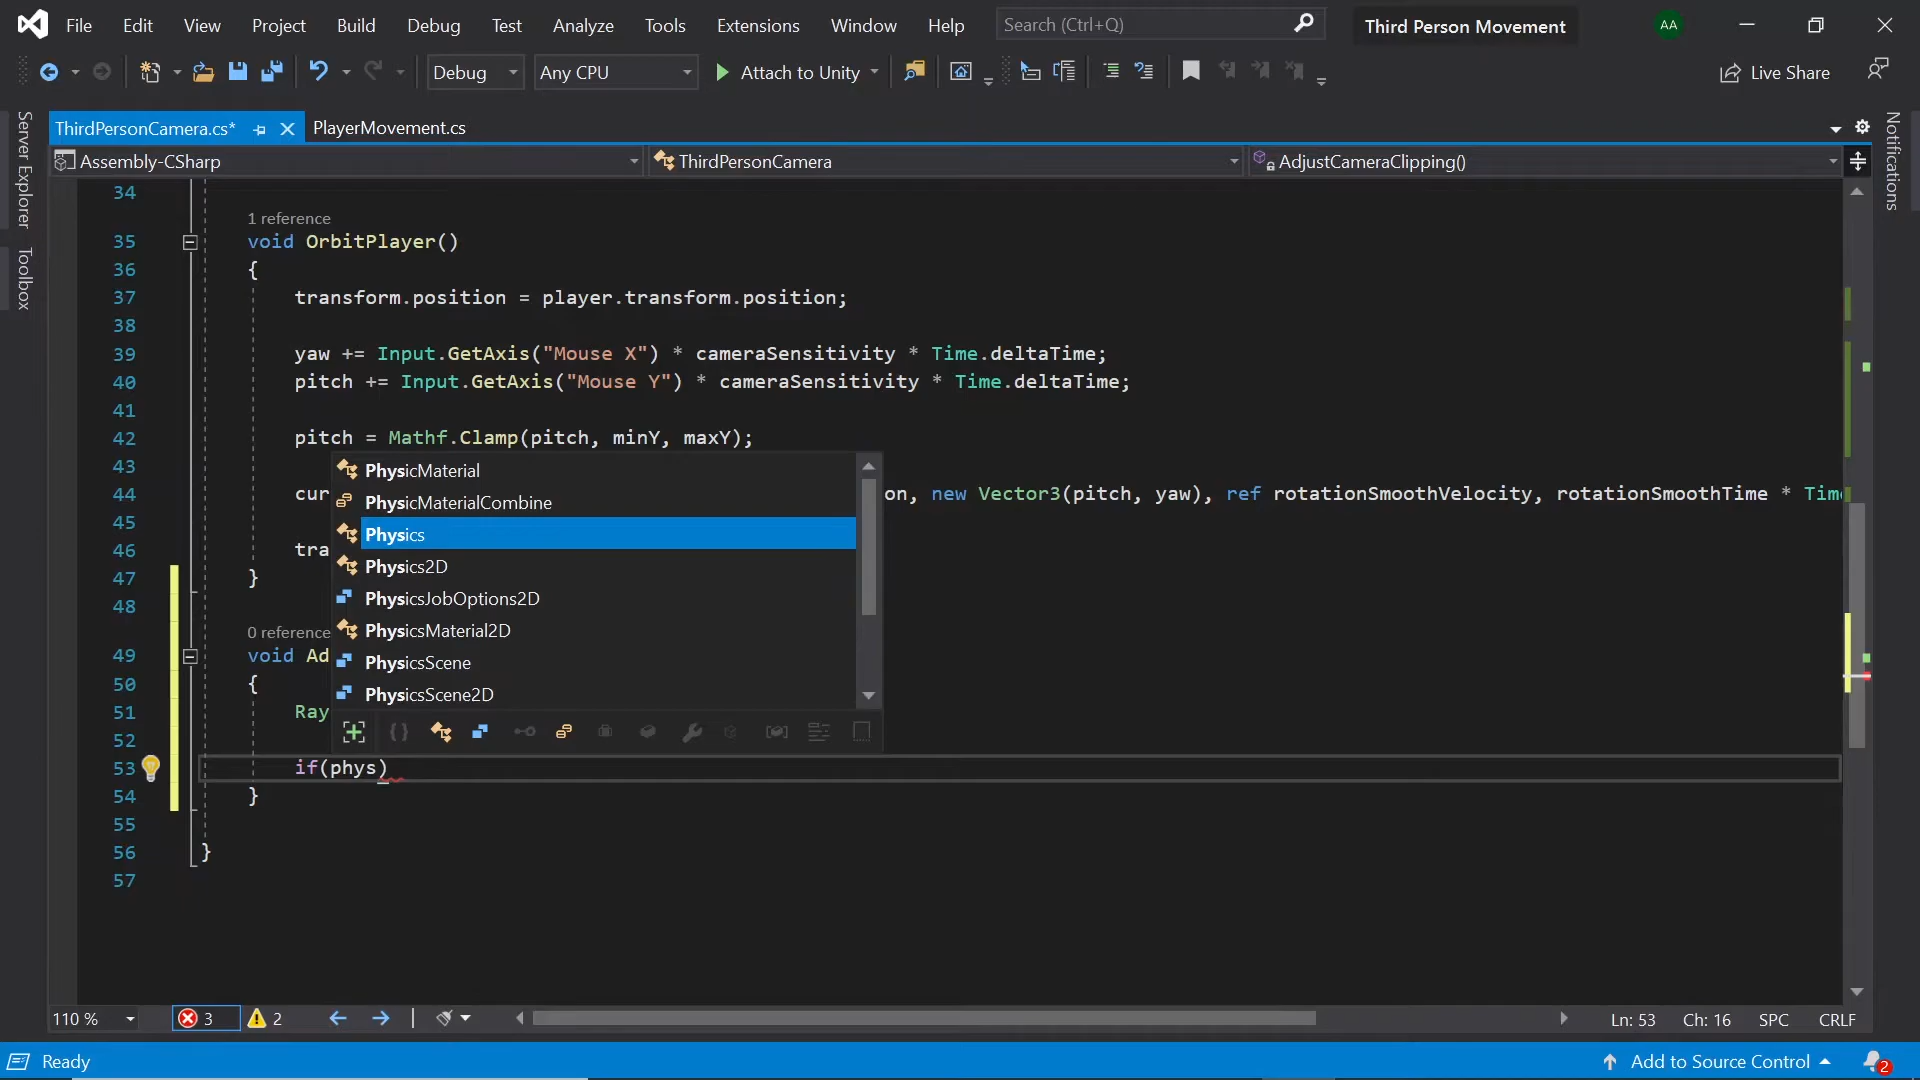 File Edit View Project Build Debug Test Analyze Tools Extensions Window Help Search (Ctrl+Q) Third Person Movement AA
Debug Any CPU Attach to Unity Live Share
Server Explorer
Toolbox
Notifications
ThirdPersonCamera.cs* PlayerMovement.cs
Assembly-CSharp ThirdPersonCamera AdjustCameraClipping()
34
1 reference
35 void OrbitPlayer()
36 {
37 transform.position = player.transform.position;
38
39 yaw += Input.GetAxis("Mouse X") * cameraSensitivity * Time.deltaTime;
40 pitch += Input.GetAxis("Mouse Y") * cameraSensitivity * Time.deltaTime;
41
42 pitch = Mathf.Clamp(pitch, minY, maxY);
43
44 cur on, new Vector3(pitch, yaw), ref rotationSmoothVelocity, rotationSmoothTime * Time
45
46 tra
47 }
48
0 reference
49 void Ad
50 {
51 Ray
52
53 if(phys)
54 }
55
56 }
57
PhysicMaterial
PhysicMaterialCombine
Physics
Physics2D
PhysicsJobOptions2D
PhysicsMaterial2D
PhysicsScene
PhysicsScene2D
110 % 3 2 Ln: 53 Ch: 16 SPC CRLF
Ready Add to Source Control 2